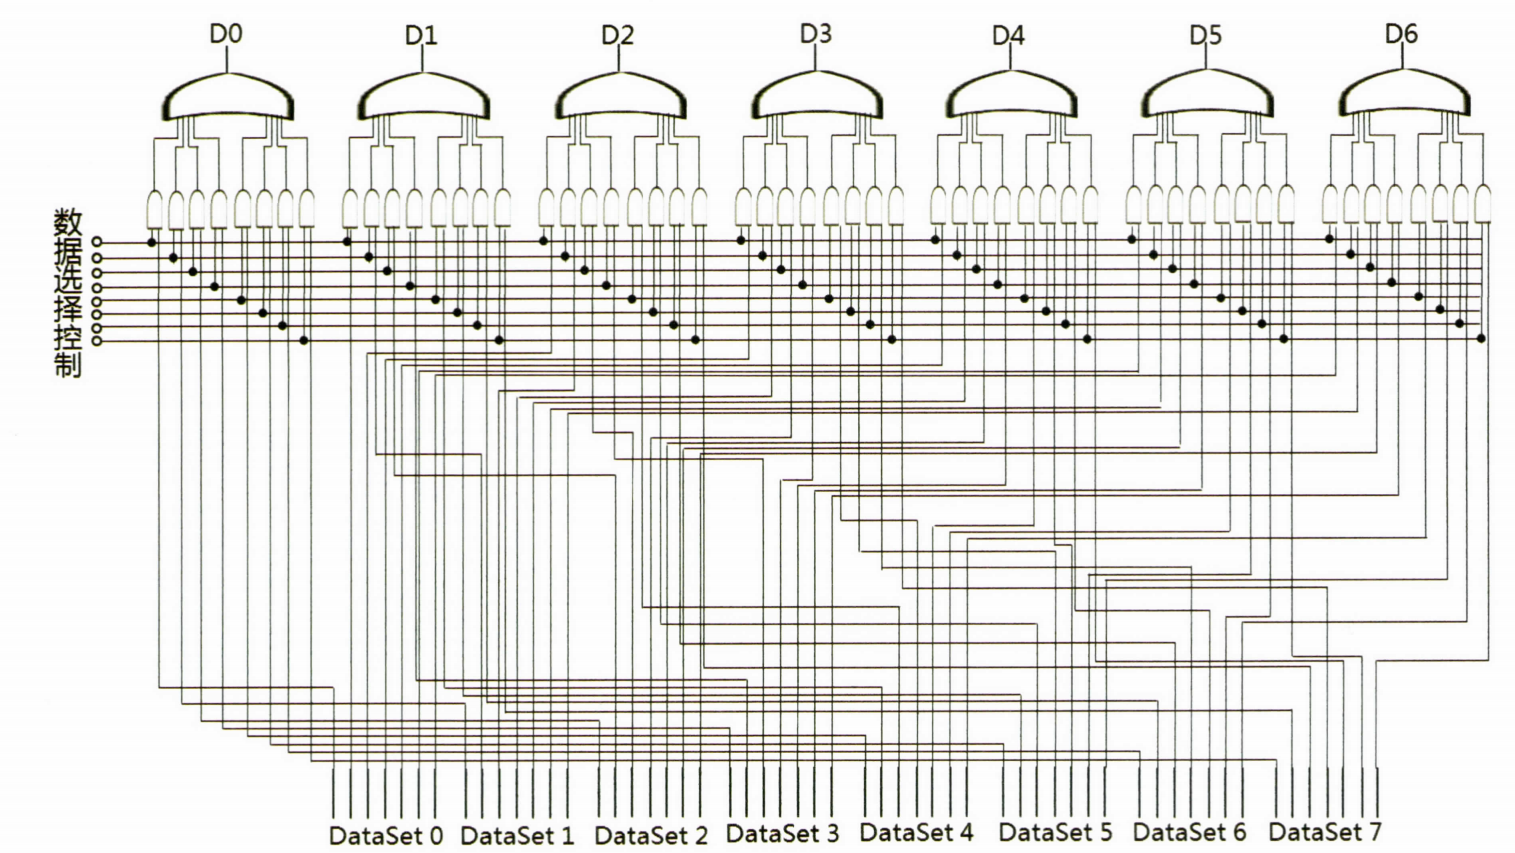 D0 D1 D2 D3 D4 D5 D6
数据选择控制
DataSet 0 DataSet 1 DataSet 2 DataSet 3 DataSet 4 DataSet 5 DataSet 6 DataSet 7